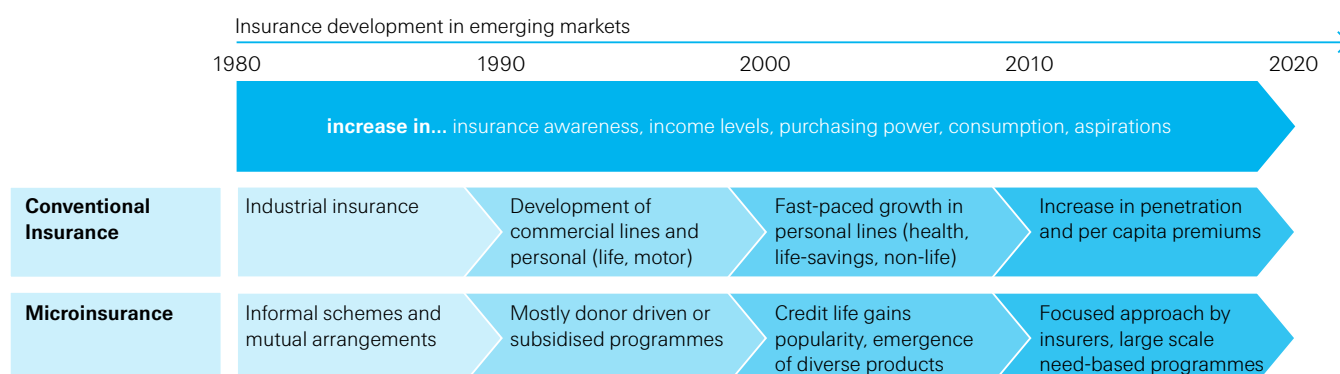 Insurance development in emerging markets
1980 1990 2000 2010 2020
increase in... insurance awareness, income levels, purchasing power, consumption, aspirations
Conventional
Insurance
Industrial insurance
Development of
commercial lines and
personal (life, motor)
Fast-paced growth in
personal lines (health,
life-savings, non-life)
Increase in penetration
and per capita premiums
Microinsurance
Informal schemes and
mutual arrangements
Mostly donor driven or
subsidised programmes
Credit life gains
popularity, emergence
of diverse products
Focused approach by
insurers, large scale
need-based programmes